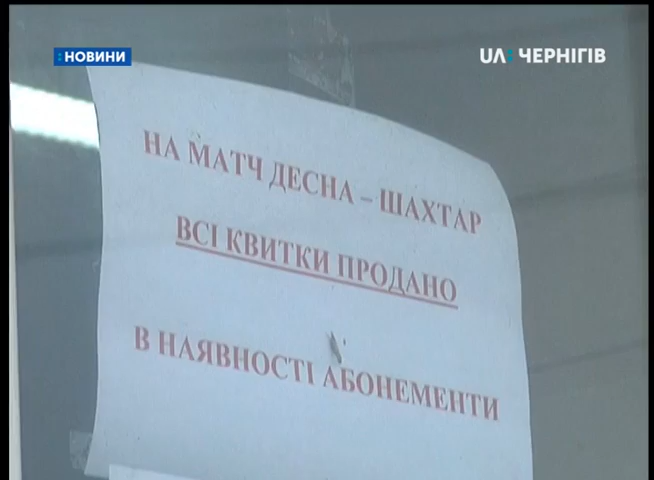 :НОВИНИ
UA: ЧЕРНІГІВ
НА МАТЧ ДЕСНА – ШАХТАР
ВСІ КВИТКИ ПРОДАНО
В НАЯВНОСТІ АБОНЕМЕНТИ